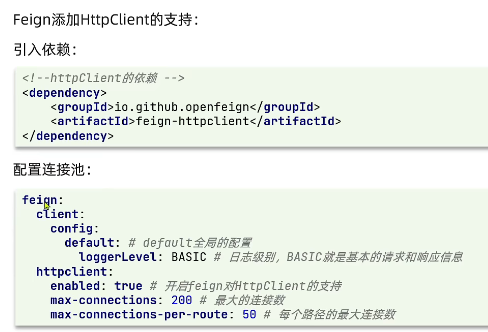 Feign添加HttpClient的支持：
引入依赖：
<!--httpClient的依赖 -->
<dependency>
    <groupId>io.github.openfeign</groupId>
    <artifactId>feign-httpclient</artifactId>
</dependency>
配置连接池：
feign:
  client:
    config:
      default: # default全局的配置
        loggerLevel: BASIC # 日志级别，BASIC就是基本的请求和响应信息
  httpclient:
    enabled: true # 开启feign对HttpClient的支持
    max-connections: 200 # 最大的连接数
    max-connections-per-route: 50 # 每个路径的最大连接数